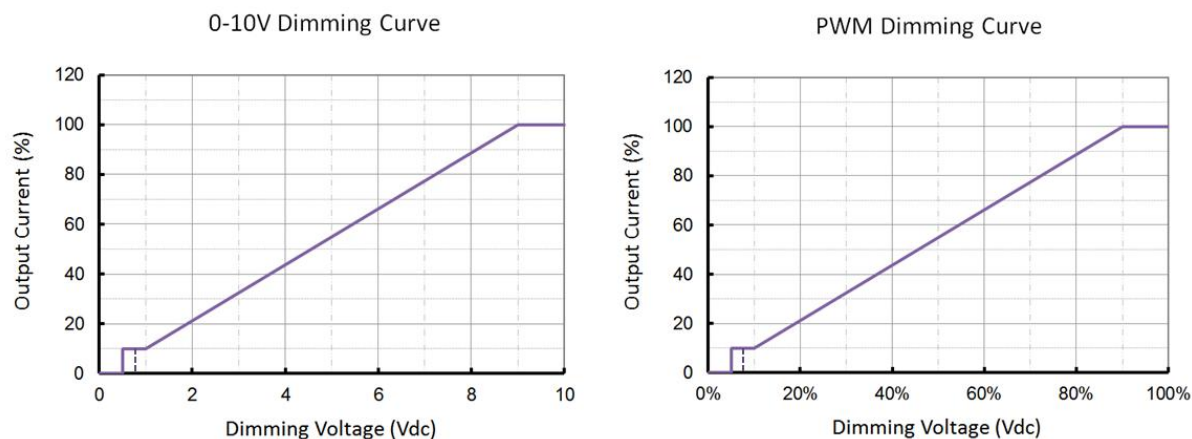 0-10V Dimming Curve
120
100
80
60
40
20
0
0 2 4 6 8 10
Output Current (%)
Dimming Voltage (Vdc)
PWM Dimming Curve
120
100
80
60
40
20
0
0% 20% 40% 60% 80% 100%
Output Current (%)
Dimming Voltage (Vdc)